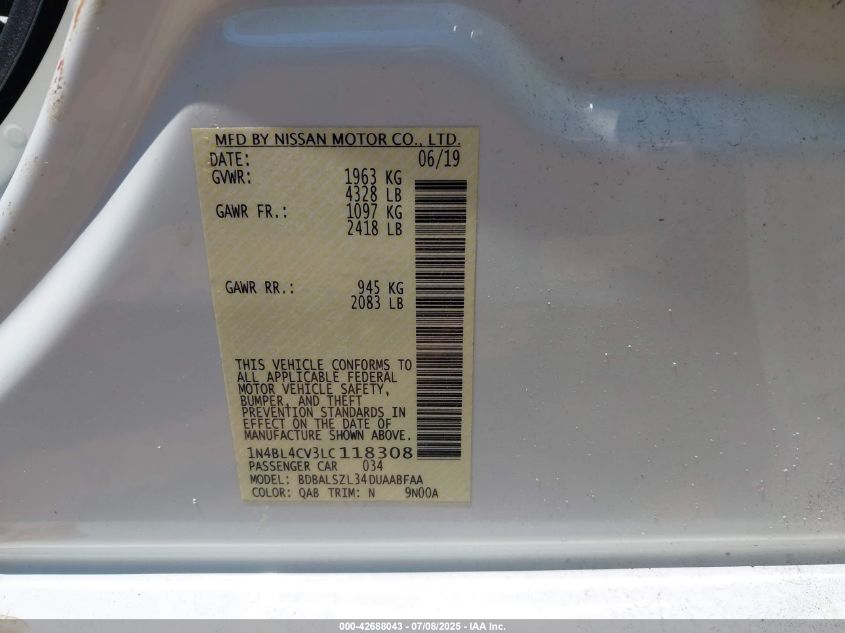 MFD BY NISSAN MOTOR CO., LTD.
DATE: 06/19
GVWR: 1963 KG
4328 LB
GAWR FR.: 1097 KG
2418 LB
GAWR RR.: 945 KG
2083 LB
THIS VEHICLE CONFORMS TO
ALL APPLICABLE FEDERAL
MOTOR VEHICLE SAFETY,
BUMPER, AND THEFT
PREVENTION STANDARDS IN
EFFECT ON THE DATE OF
MANUFACTURE SHOWN ABOVE.
1N4BL4CV3LC118308
PASSENGER CAR 034
MODEL: BDBALSZL34DUAABFAA
COLOR: QAB TRIM: N 9N00A
000-42688043 / 07/08/2025 - IAA Inc.